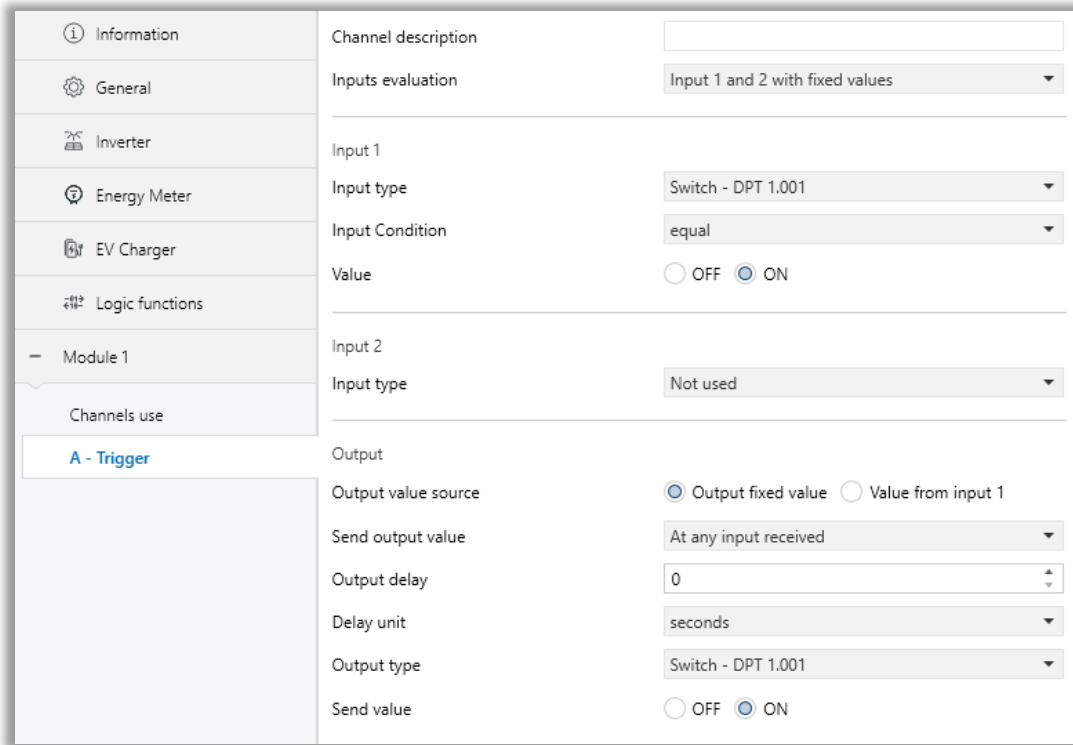 Information
General
Inverter
Energy Meter
EV Charger
Logic functions
Module 1
Channels use
A - Trigger
Channel description
Inputs evaluation Input 1 and 2 with fixed values
Input 1
Input type Switch - DPT 1.001
Input Condition equal
Value OFF ON
Input 2
Input type Not used
Output
Output value source Output fixed value Value from input 1
Send output value At any input received
Output delay 0
Delay unit seconds
Output type Switch - DPT 1.001
Send value OFF ON